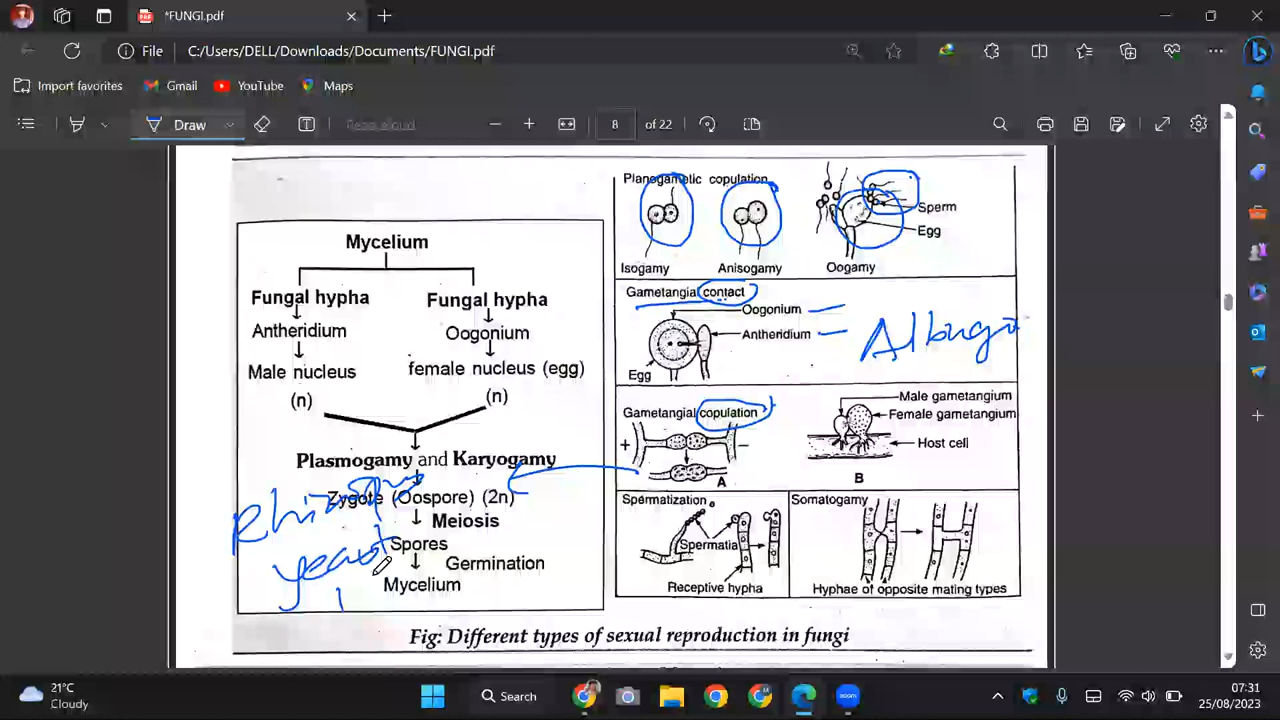 *FUNGI.pdf
File
C:/Users/DELL/Downloads/Documents/FUNGI.pdf
Import favorites
Gmail
YouTube
Maps
Draw
Read aloud
8
of 22
Mycelium
Fungal hypha
Fungal hypha
Antheridium
Oogonium
Male nucleus
female nucleus (egg)
(n)
(n)
Plasmogamy and Karyogamy
Zygote (Oospore) (2n)
Meiosis
Spores
Germination
Mycelium
Rhizopus
yeast
Planogametic copulation
Sperm
Egg
Isogamy
Anisogamy
Oogamy
Gametangial contact
Oogonium
Antheridium
Egg
Albugo
Gametangial copulation
+
−
A
Male gametangium
Female gametangium
Host cell
B
Spermatization
Spermatia
Receptive hypha
Somatogamy
Hyphae of opposite mating types
Fig: Different types of sexual reproduction in fungi
21°C
Cloudy
Search
zoom
07:31
25/08/2023